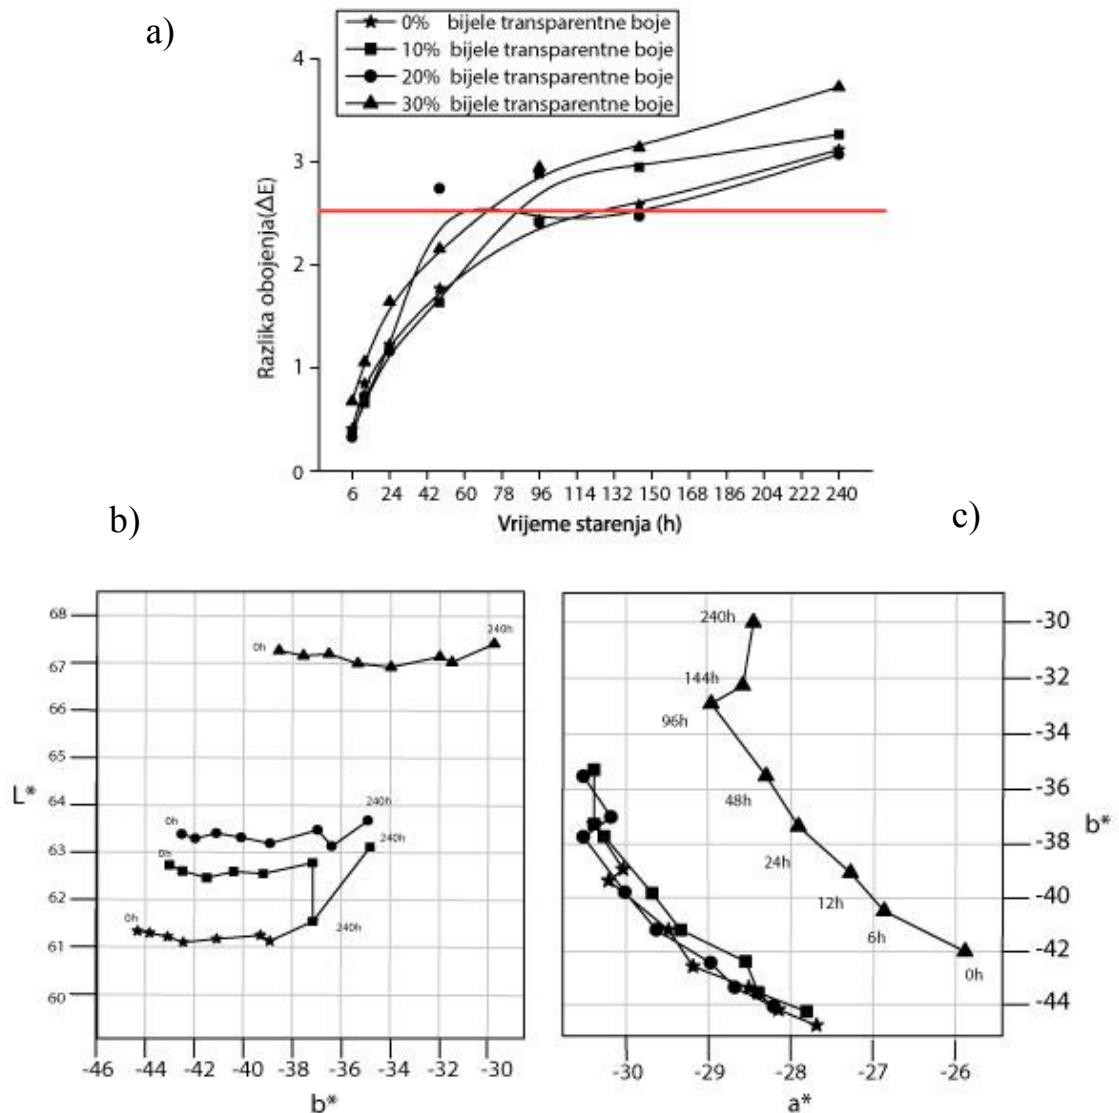 a)
0% bijele transparentne boje
10% bijele transparentne boje
20% bijele transparentne boje
30% bijele transparentne boje
4
3
2
1
0
Razlika obojenja(ΔE)
6 24 42 60 78 96 114 132 150 168 186 204 222 240
Vrijeme starenja (h)
b)
c)
68
67
66
65
64
63
62
61
60
L*
0h
240h
0h
240h
0h
240h
0h
240h
-46 -44 -42 -40 -38 -36 -34 -32 -30
b*
240h
144h
96h
48h
24h
12h
6h
0h
-30
-32
-34
-36
-38
-40
-42
-44
b*
-30 -29 -28 -27 -26
a*